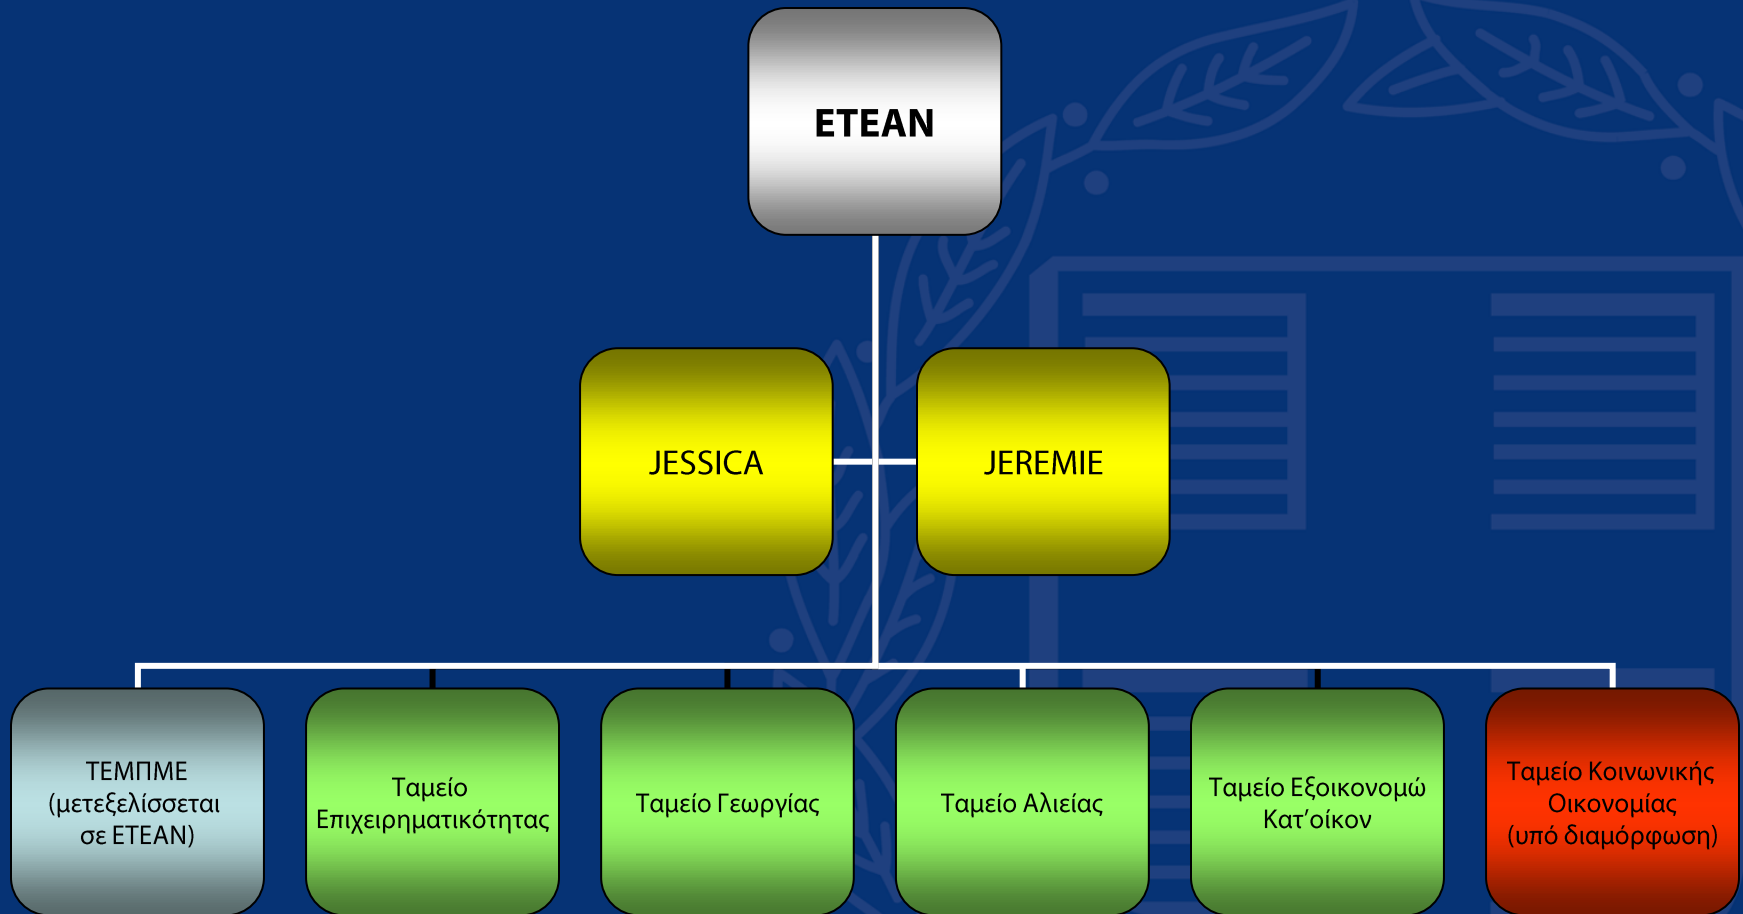 ETEAN
JESSICA
JEREMIE
ΤΕΜΠΜΕ
(μετεξελίσσεται
σε ΕΤΕΑΝ)
Ταμείο
Επιχειρηματικότητας
Ταμείο Γεωργίας
Ταμείο Αλιείας
Ταμείο Εξοικονομώ
Κατ’οίκον
Ταμείο Κοινωνικής
Οικονομίας
(υπό διαμόρφωση)